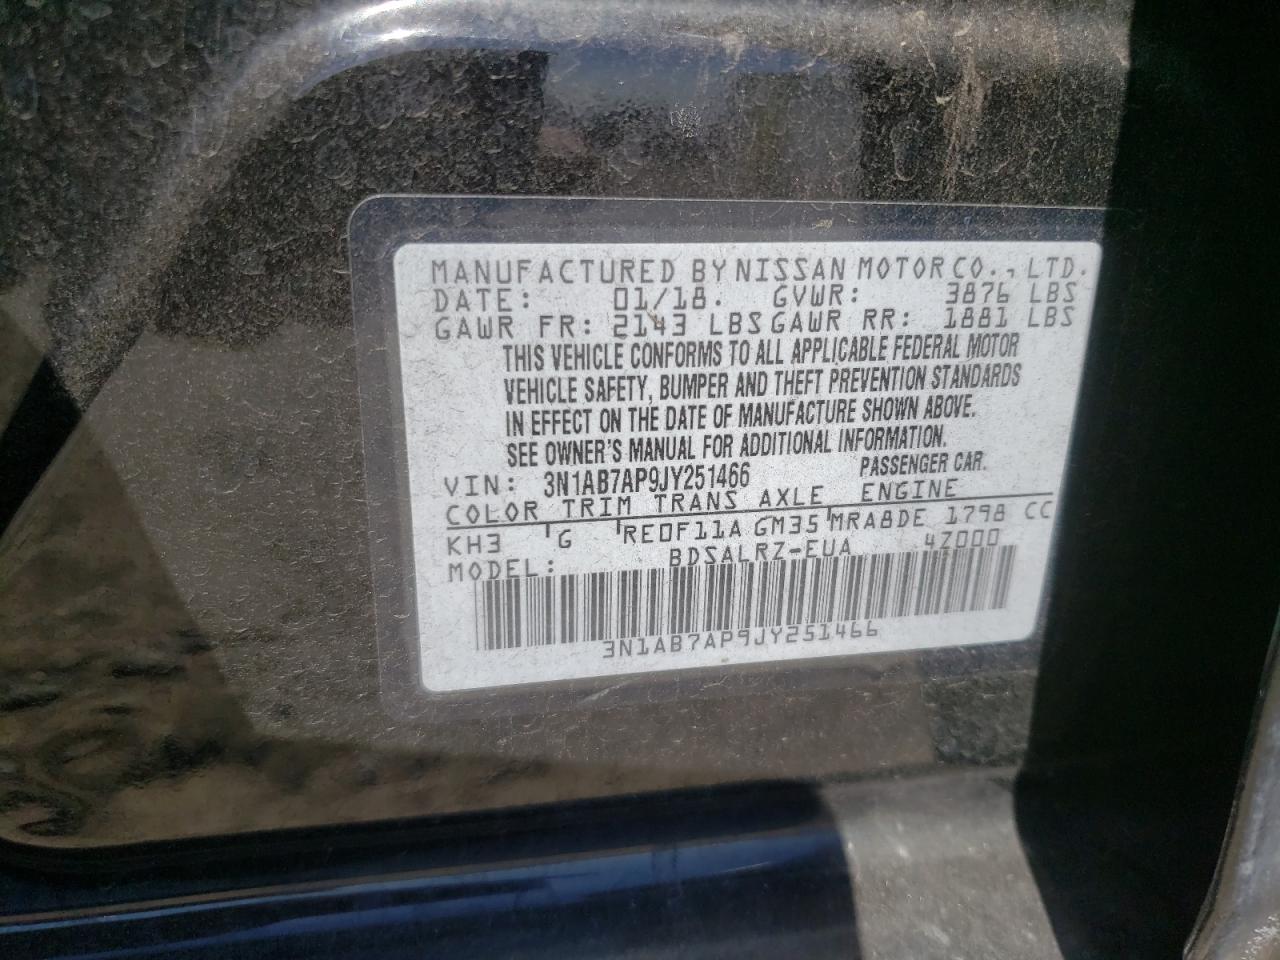 MANUFACTURED BY NISSAN MOTOR CO., LTD.
DATE: 01/18. GVWR: 3876 LBS
GAWR FR: 2143 LBS GAWR RR: 1881 LBS
THIS VEHICLE CONFORMS TO ALL APPLICABLE FEDERAL MOTOR
VEHICLE SAFETY, BUMPER AND THEFT PREVENTION STANDARDS
IN EFFECT ON THE DATE OF MANUFACTURE SHOWN ABOVE.
SEE OWNER'S MANUAL FOR ADDITIONAL INFORMATION.
VIN: 3N1AB7AP9JY251466 PASSENGER CAR.
COLOR TRIM TRANS AXLE ENGINE
KH3 G RE0F11A GM35 MRA8DE 1798 CC
MODEL: BDSALRZ-EUA 4Z000
3N1AB7AP9JY251466